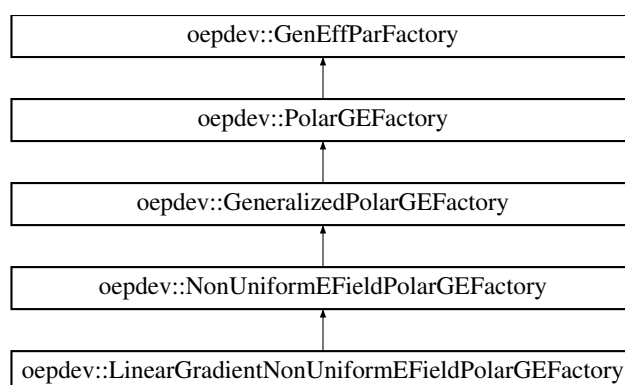 oepdev::GenEffParFactory
oepdev::PolarGEFactory
oepdev::GeneralizedPolarGEFactory
oepdev::NonUniformEFieldPolarGEFactory
oepdev::LinearGradientNonUniformEFieldPolarGEFactory